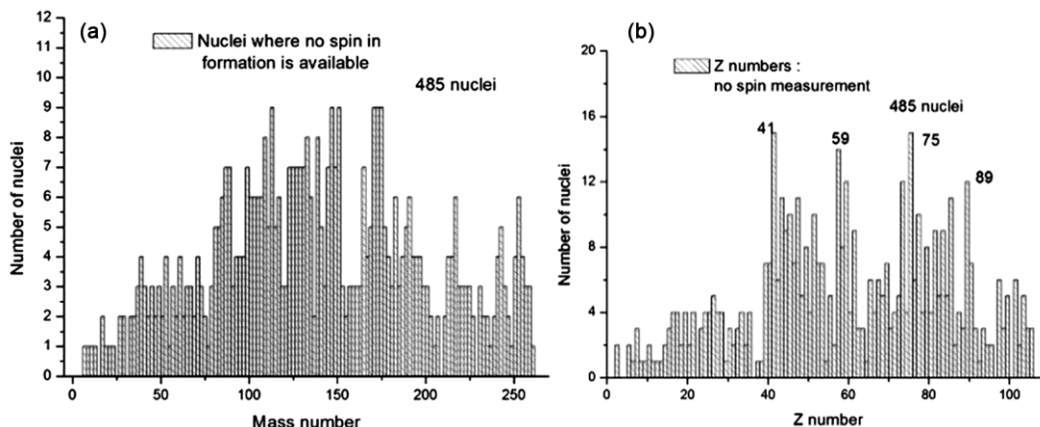 (a)
Nuclei where no spin in
formation is available
485 nuclei
12
11
10
9
8
7
6
5
4
3
2
1
0
Number of nuclei
0 50 100 150 200 250
Mass number
(b)
Z numbers :
no spin measurement
485 nuclei
41
59
75
89
20
16
12
8
4
0
Number of nuclei
0 20 40 60 80 100
Z number